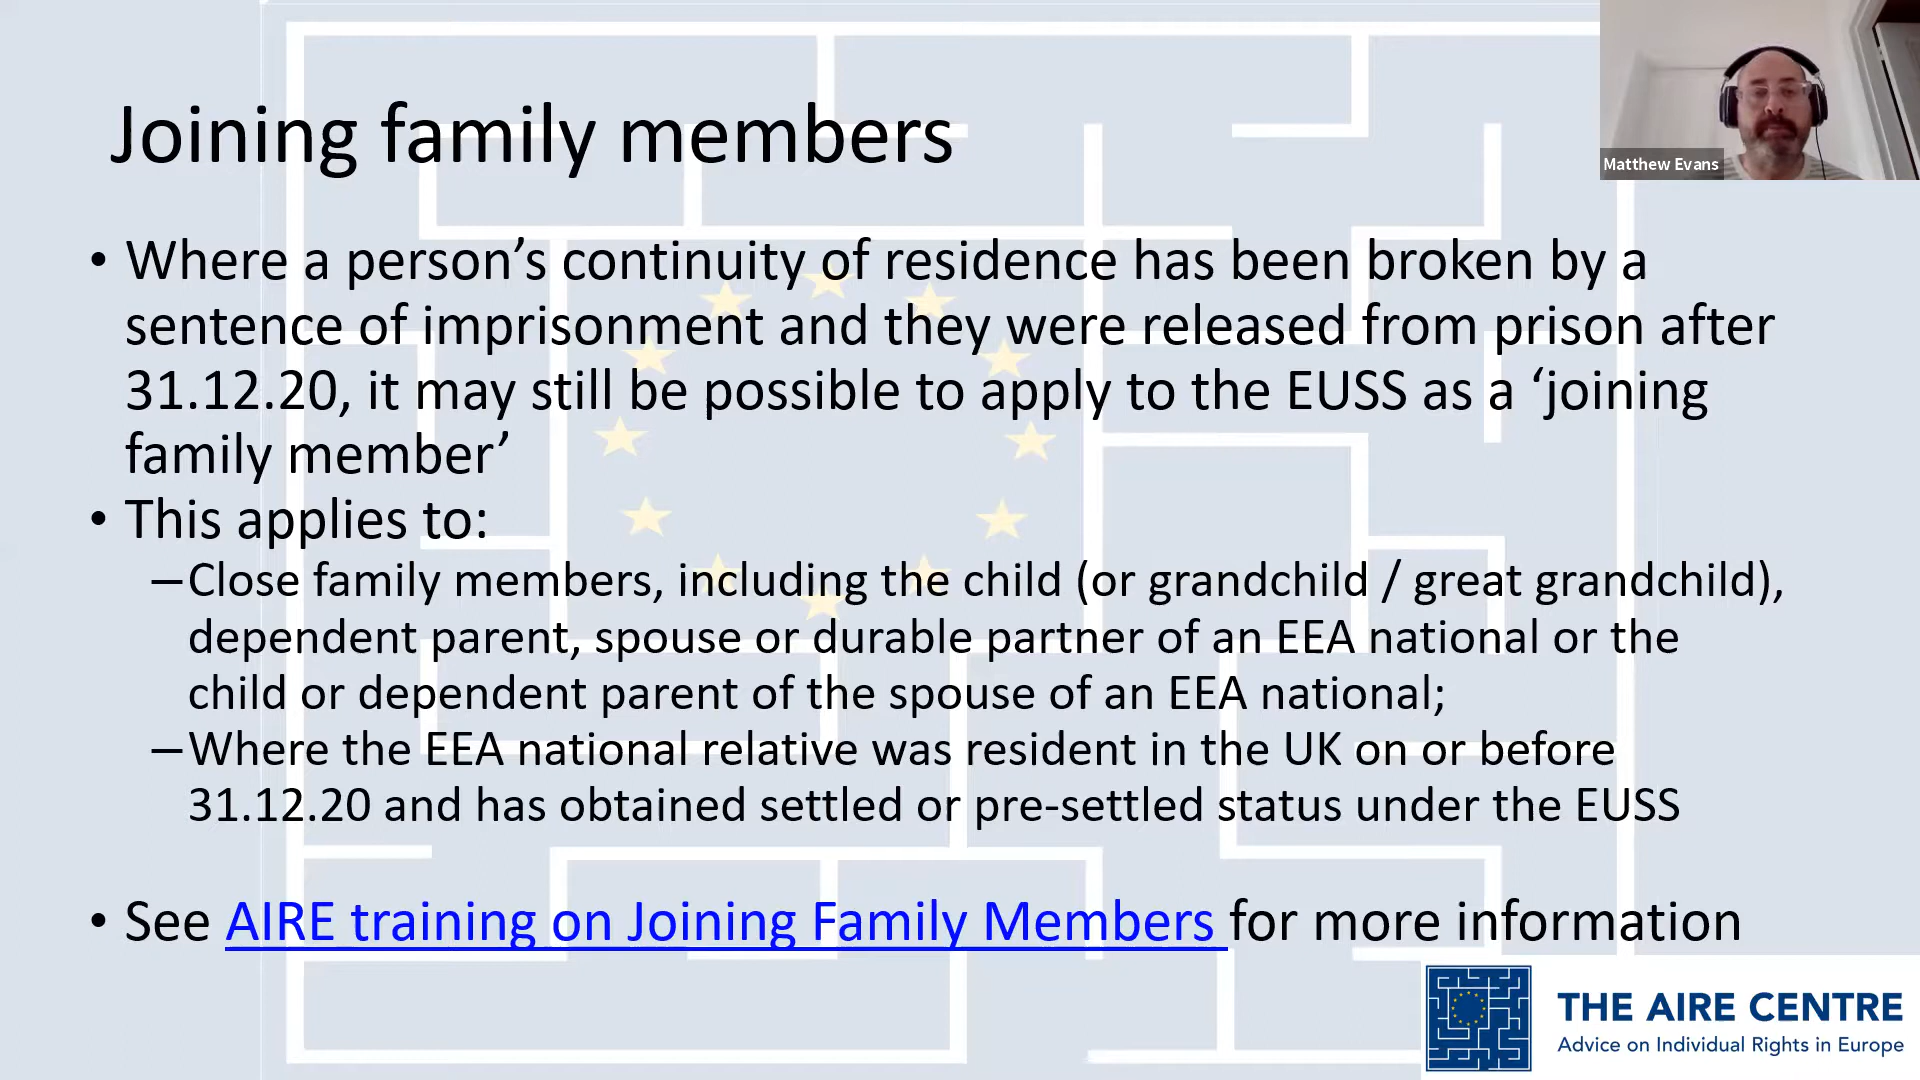 Joining family members
Matthew Evans
• Where a person’s continuity of residence has been broken by a
sentence of imprisonment and they were released from prison after
31.12.20, it may still be possible to apply to the EUSS as a ‘joining
family member’
• This applies to:
–Close family members, including the child (or grandchild / great grandchild),
dependent parent, spouse or durable partner of an EEA national or the
child or dependent parent of the spouse of an EEA national;
–Where the EEA national relative was resident in the UK on or before
31.12.20 and has obtained settled or pre-settled status under the EUSS
• See AIRE training on Joining Family Members for more information
THE AIRE CENTRE
Advice on Individual Rights in Europe